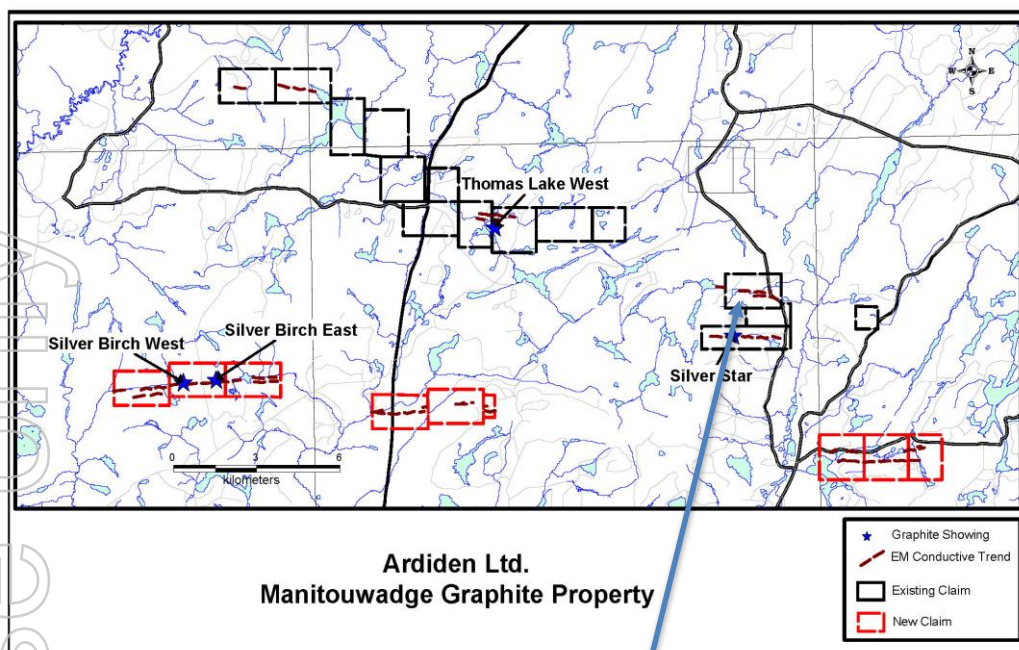 N
W E
S
Thomas Lake West
Silver Birch East
Silver Birch West
Silver Star
0 3 6
kilometers
Ardiden Ltd.
Manitouwadge Graphite Property
Graphite Showing
EM Conductive Trend
Existing Claim
New Claim